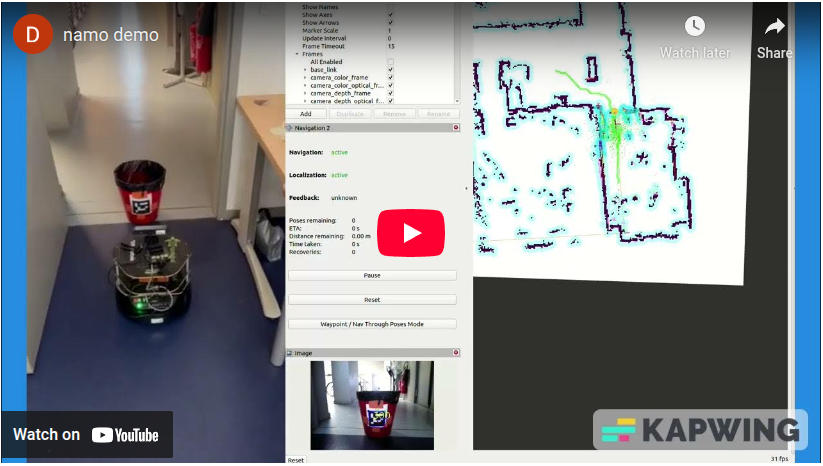 D namo demo
Watch later
Share
Show Names
Show Axes
Show Arrows
Marker Scale 1
Update Interval 0
Frame Timeout 15
Frames
All Enabled
base_link
camera_color_frame
camera_color_optical_fr...
camera_depth_frame
camera_depth_optical_f...
Add Duplicate Remove Rename
Navigation 2
Navigation: active
Localization: active
Feedback: unknown
Poses remaining: 0
ETA: 0 s
Distance remaining: 0.00 m
Time taken: 0 s
Recoveries: 0
Pause
Reset
Waypoint / Nav Through Poses Mode
Image
Watch on YouTube
KAPWING
Reset
31 fps